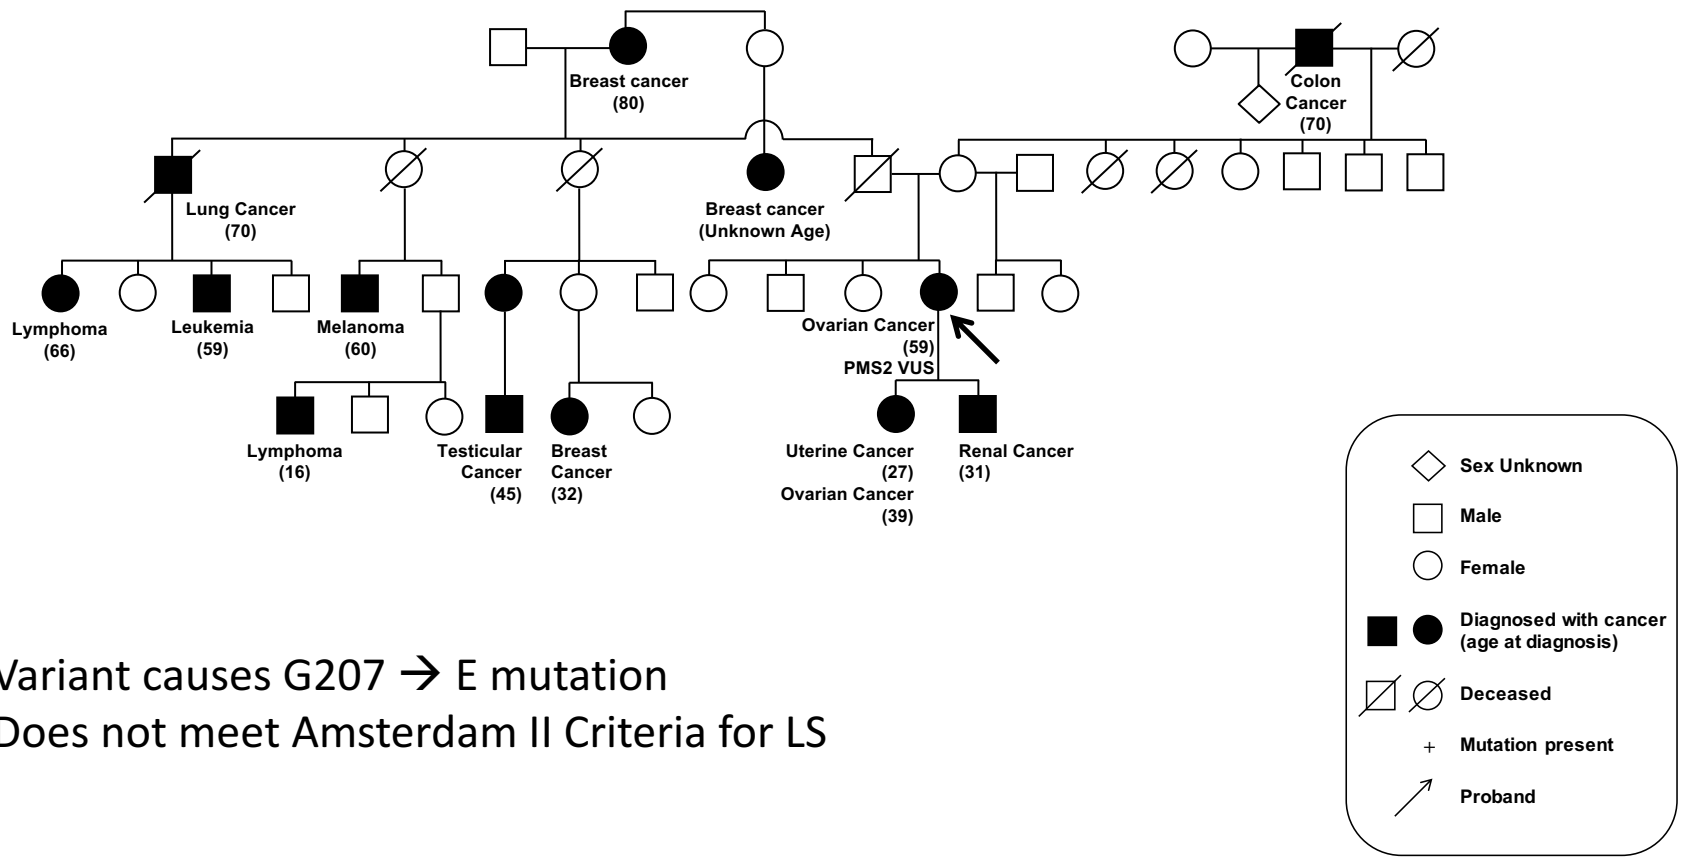 Breast cancer
(80)
Colon
Cancer
(70)
Lung Cancer
(70)
Breast cancer
(Unknown Age)
Lymphoma
(66)
Leukemia
(59)
Melanoma
(60)
Ovarian Cancer
(59)
PMS2 VUS
Lymphoma
(16)
Testicular
Cancer
(45)
Breast
Cancer
(32)
Uterine Cancer
(27)
Ovarian Cancer
(39)
Renal Cancer
(31)
Sex Unknown
Male
Female
Diagnosed with cancer
(age at diagnosis)
Deceased
+ Mutation present
Proband
Variant causes G207 → E mutation
Does not meet Amsterdam II Criteria for LS